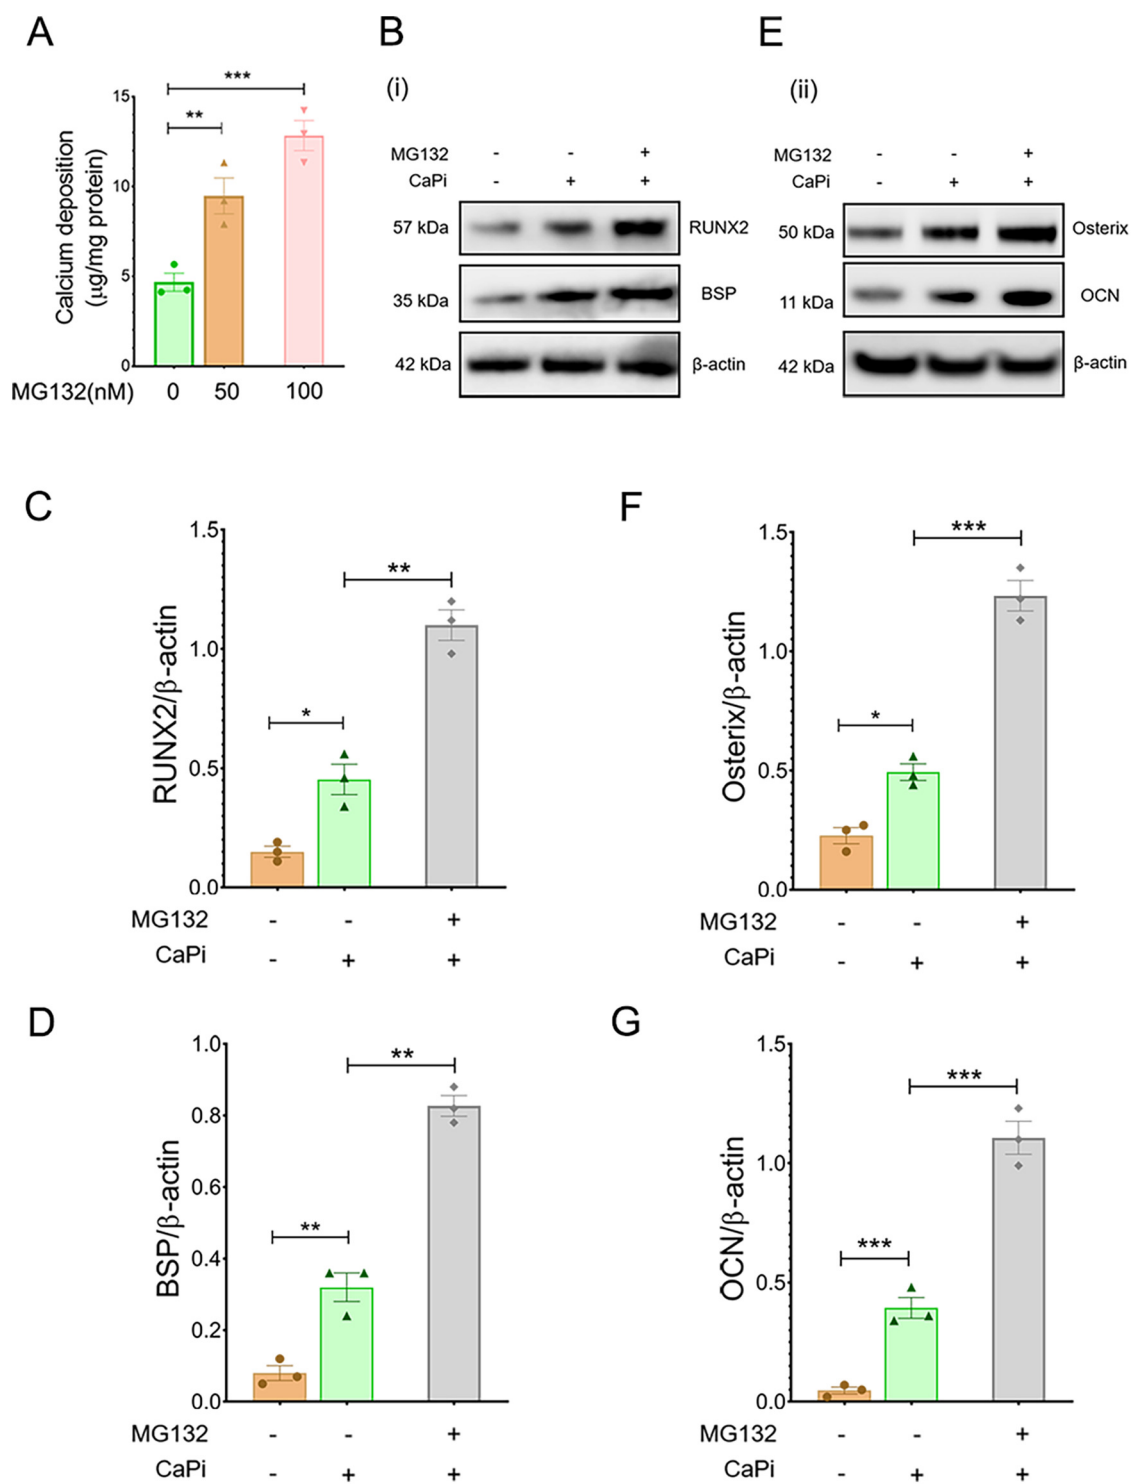 A
Calcium deposition
(µg/mg protein)
15
10
5
0
**
***
MG132(nM) 0 50 100
B
(i)
MG132 - - +
CaPi - + +
57 kDa RUNX2
35 kDa BSP
42 kDa β-actin
E
(ii)
MG132 - - +
CaPi - + +
50 kDa Osterix
11 kDa OCN
42 kDa β-actin
C
RUNX2/β-actin
1.5
1.0
0.5
0.0
*
**
MG132 - - +
CaPi - + +
F
Osterix/β-actin
1.5
1.0
0.5
0.0
*
***
MG132 - - +
CaPi - + +
D
BSP/β-actin
1.0
0.8
0.6
0.4
0.2
0.0
**
**
MG132 - - +
CaPi - + +
G
OCN/β-actin
1.5
1.0
0.5
0.0
***
***
MG132 - - +
CaPi - + +